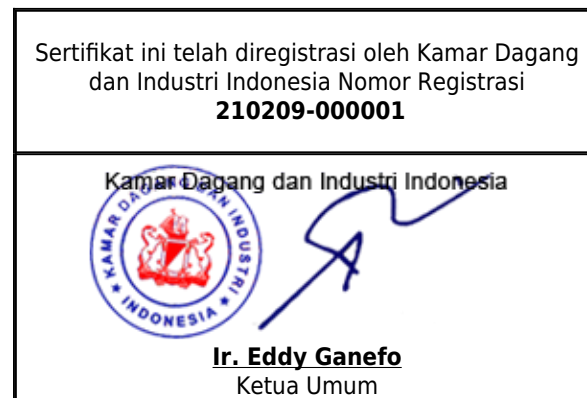 Sertifikat ini telah diregistrasi oleh Kamar Dagang
dan Industri Indonesia Nomor Registrasi
210209-000001
Kamar Dagang dan Industri Indonesia
KAMAR DAGANG DAN INDUSTRI
INDONESIA
Ir. Eddy Ganefo
Ketua Umum